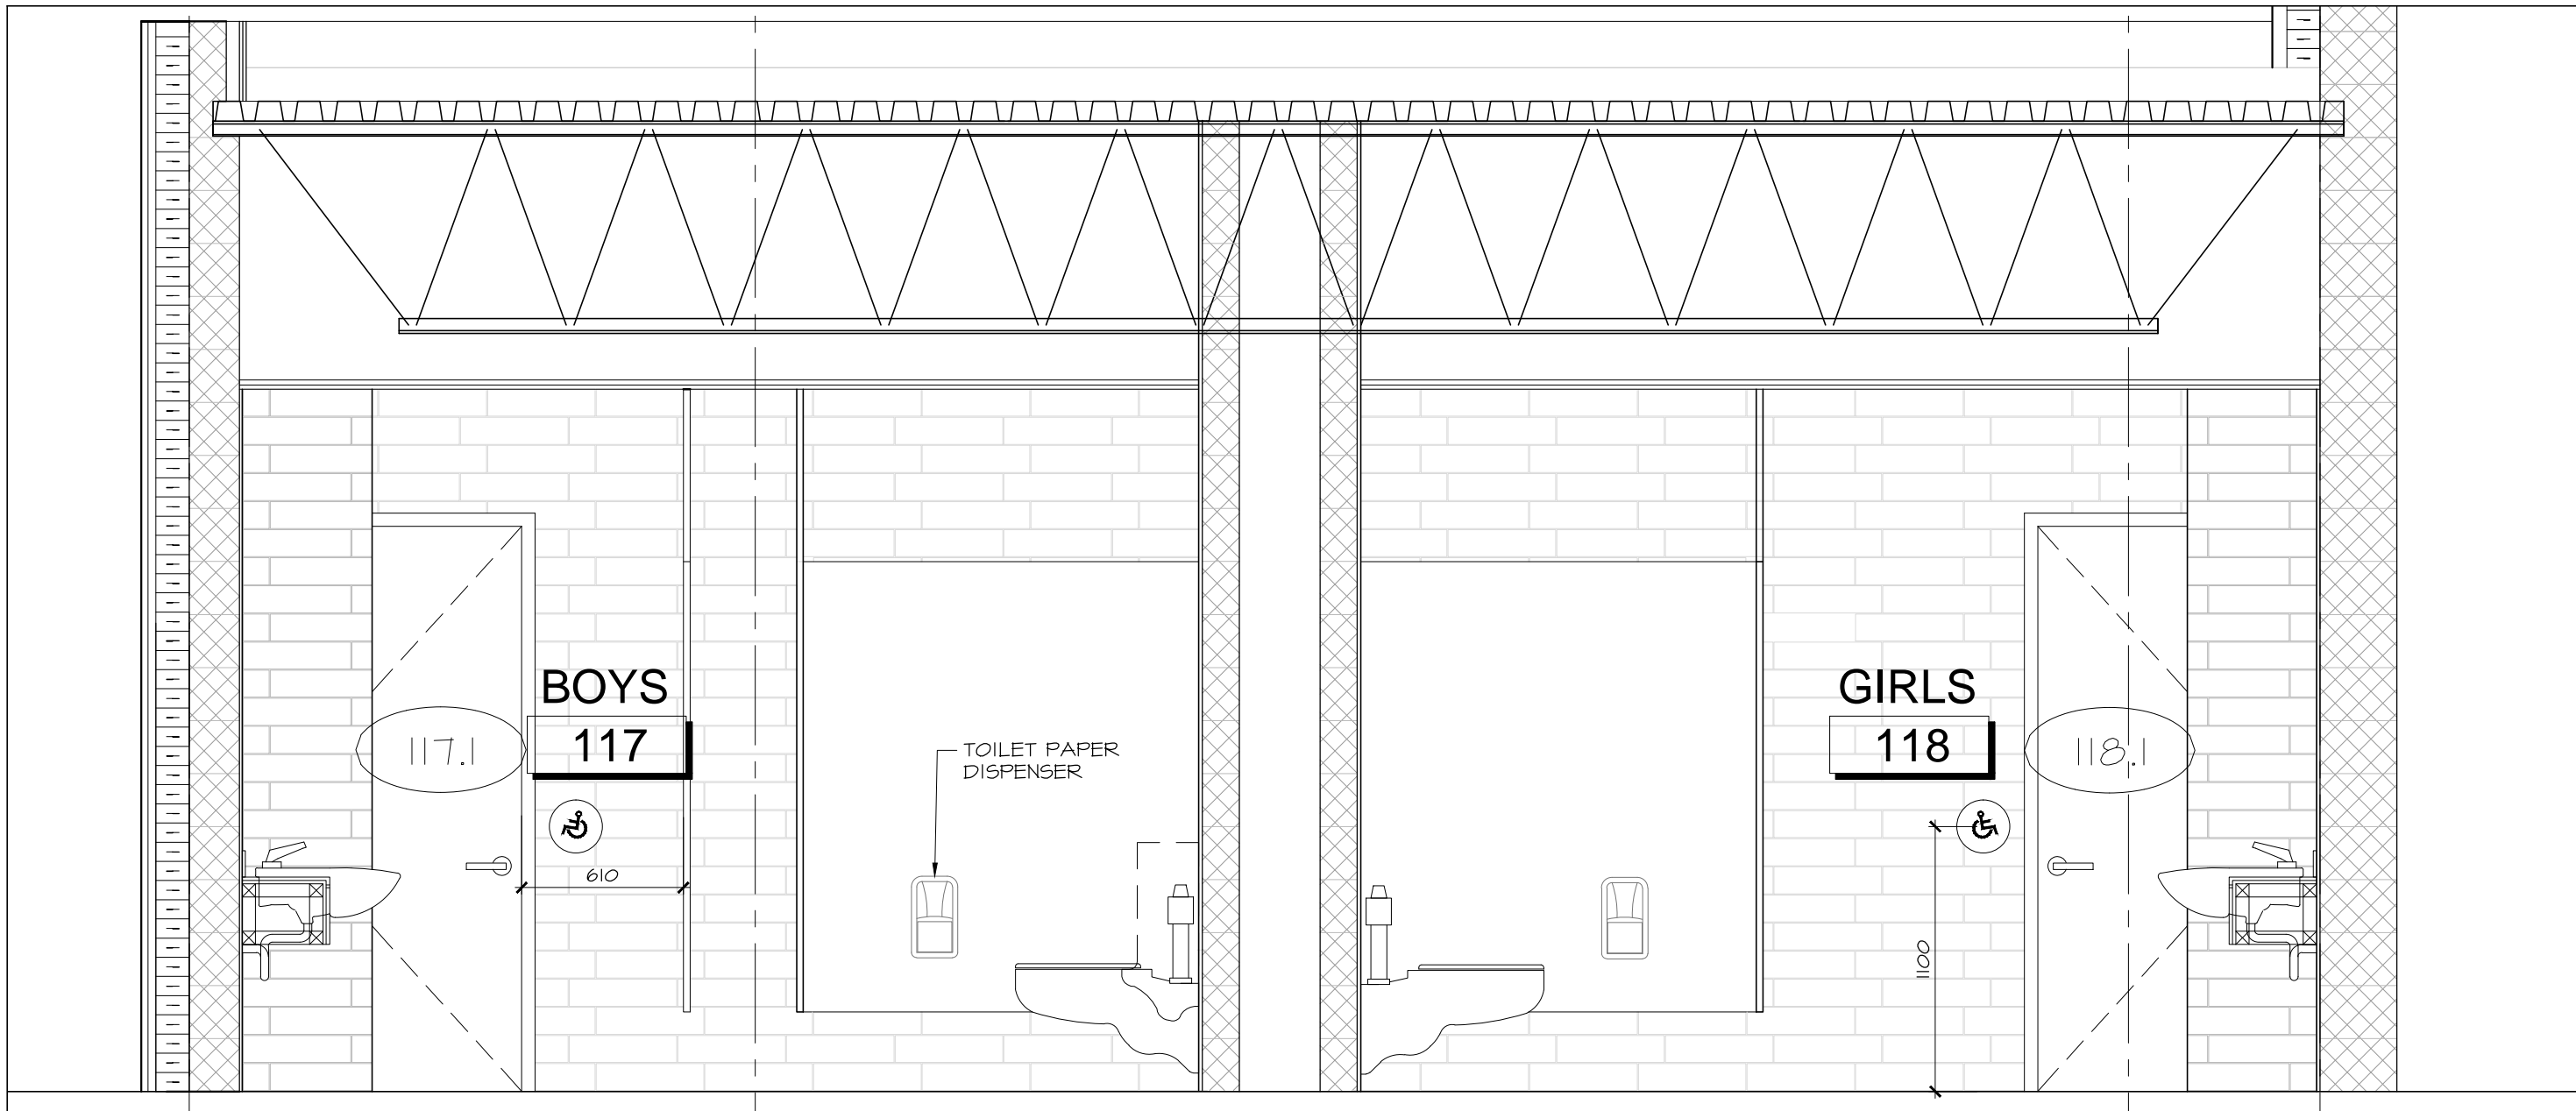 BOYS
117
117.1
610
TOILET PAPER
DISPENSER
GIRLS
118
118.1
1100